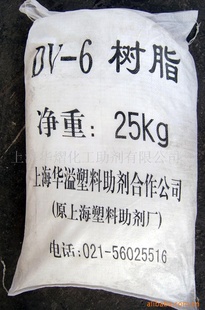 DV-6 树脂
净重: 25kg
上海华溢塑料助剂合作公司
(原上海塑料助剂厂)
电话:021-56025516